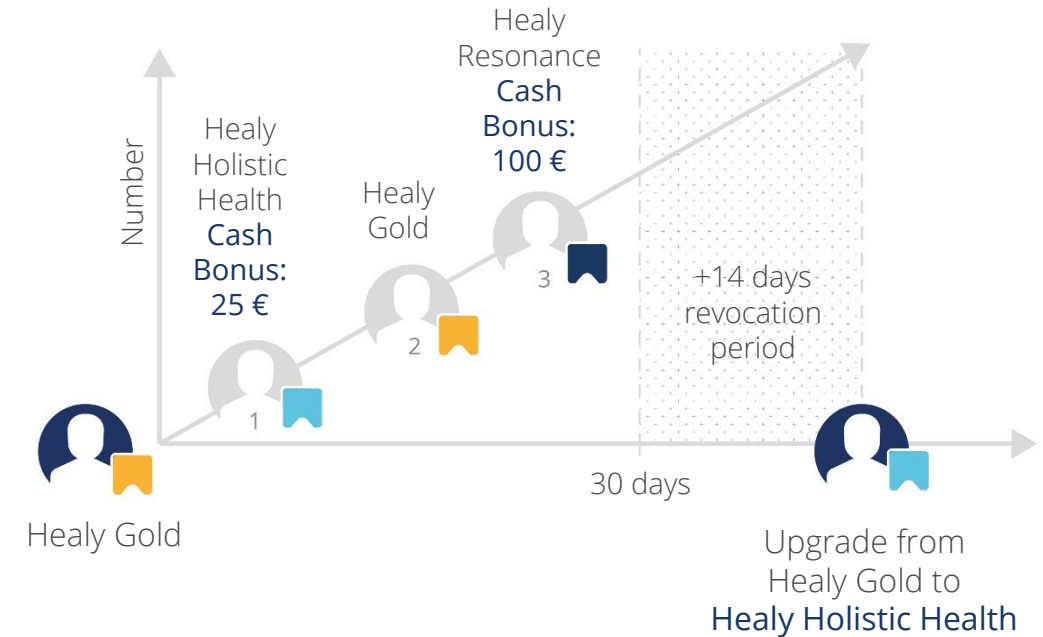 Healy
Resonance
Cash
Bonus:
100 €
Number
Healy
Holistic
Health
Cash
Bonus:
25 €
Healy
Gold
3
+14 days
revocation
period
2
1
30 days
Healy Gold
Upgrade from
Healy Gold to
Healy Holistic Health